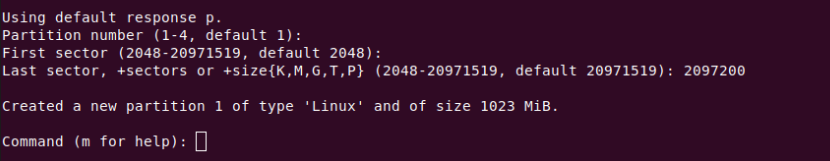 Using default response p.
Partition number (1-4, default 1):
First sector (2048-20971519, default 2048):
Last sector, +sectors or +size{K,M,G,T,P} (2048-20971519, default 20971519): 2097200
Created a new partition 1 of type 'Linux' and of size 1023 MiB.
Command (m for help):